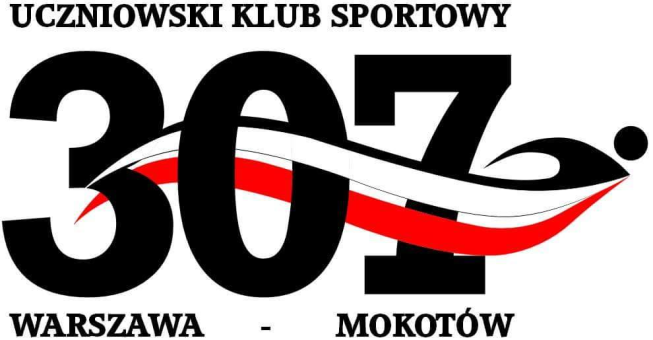 UCZNIOWSKI KLUB SPORTOWY
307
WARSZAWA - MOKOTÓW